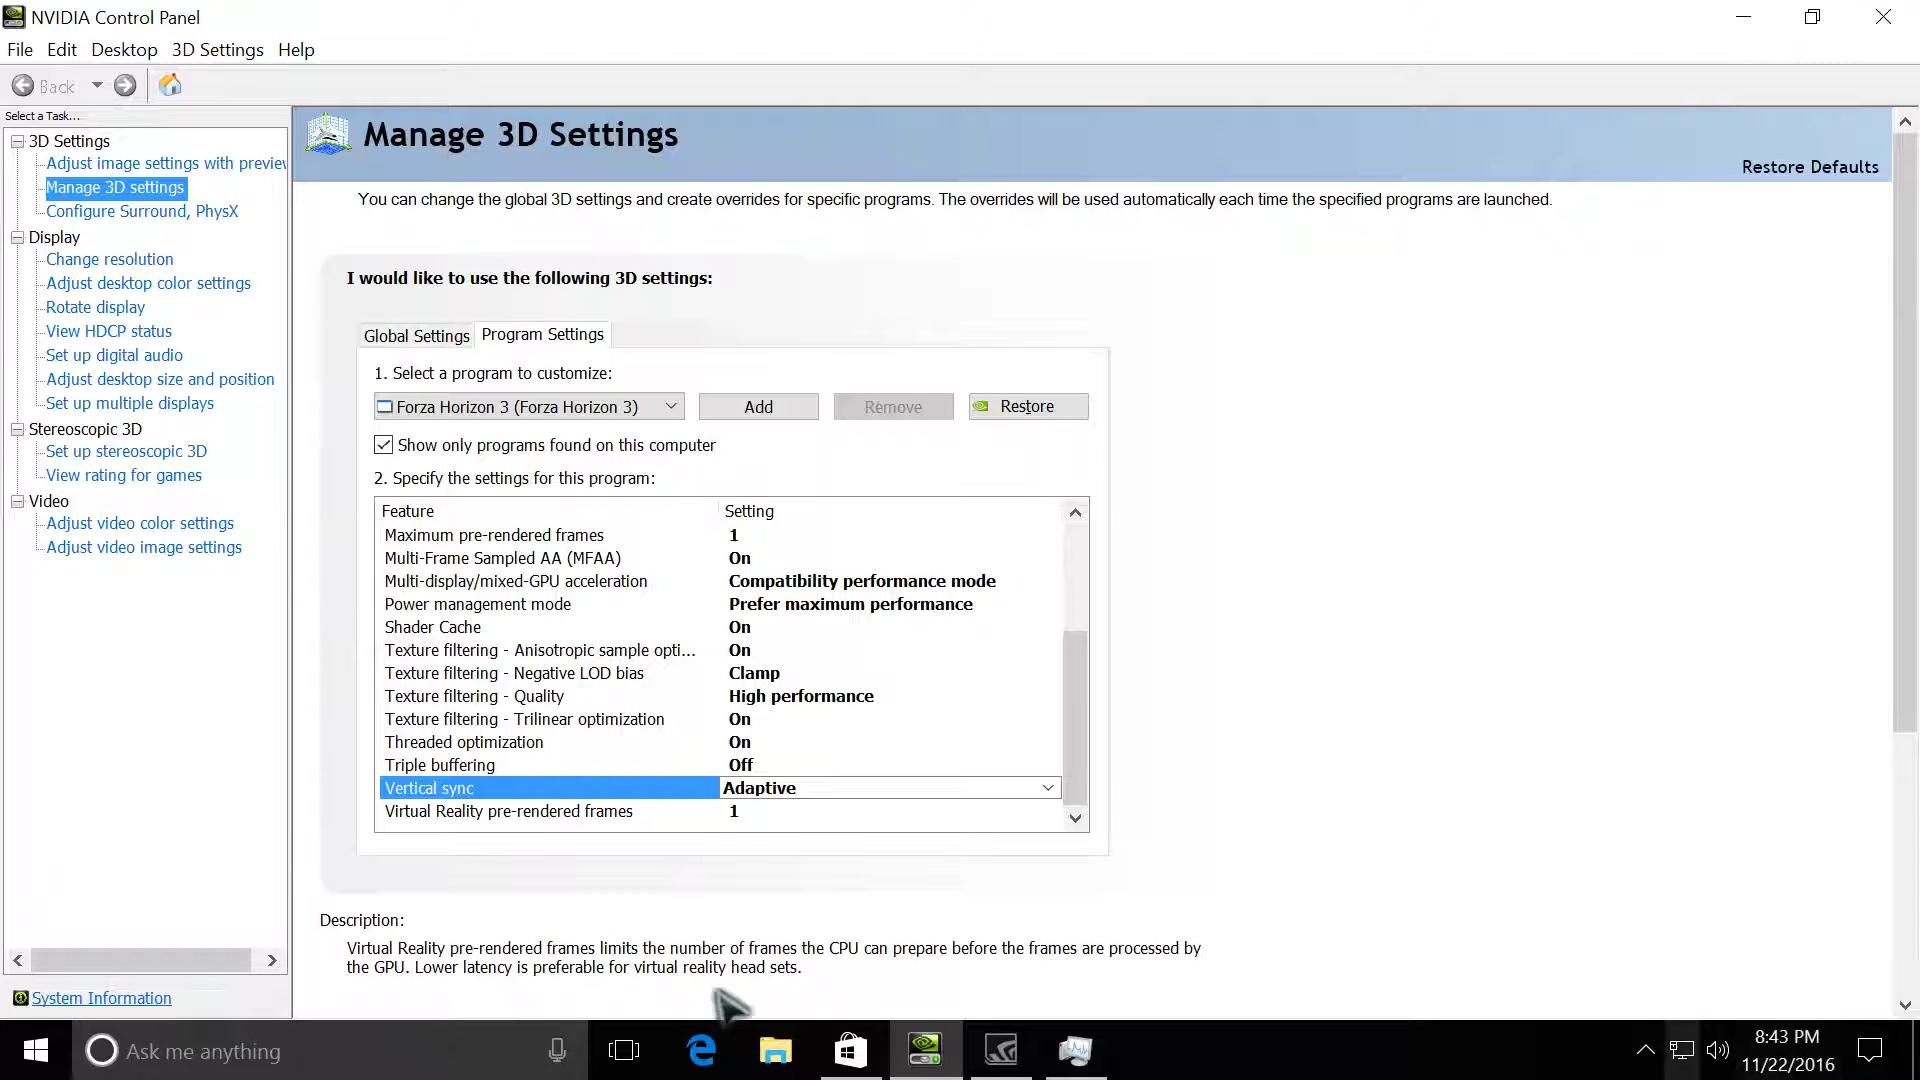 NVIDIA Control Panel
File Edit Desktop 3D Settings Help
Back
Select a Task...
3D Settings
Adjust image settings with preview
Manage 3D settings
Configure Surround, PhysX
Display
Change resolution
Adjust desktop color settings
Rotate display
View HDCP status
Set up digital audio
Adjust desktop size and position
Set up multiple displays
Stereoscopic 3D
Set up stereoscopic 3D
View rating for games
Video
Adjust video color settings
Adjust video image settings
System Information
Manage 3D Settings
Restore Defaults
You can change the global 3D settings and create overrides for specific programs. The overrides will be used automatically each time the specified programs are launched.
I would like to use the following 3D settings:
Global Settings Program Settings
1. Select a program to customize:
Forza Horizon 3 (Forza Horizon 3) Add Remove Restore
Show only programs found on this computer
2. Specify the settings for this program:
Feature Setting
Maximum pre-rendered frames 1
Multi-Frame Sampled AA (MFAA) On
Multi-display/mixed-GPU acceleration Compatibility performance mode
Power management mode Prefer maximum performance
Shader Cache On
Texture filtering - Anisotropic sample opti... On
Texture filtering - Negative LOD bias Clamp
Texture filtering - Quality High performance
Texture filtering - Trilinear optimization On
Threaded optimization On
Triple buffering Off
Vertical sync Adaptive
Virtual Reality pre-rendered frames 1
Description:
Virtual Reality pre-rendered frames limits the number of frames the CPU can prepare before the frames are processed by
the GPU. Lower latency is preferable for virtual reality head sets.
Ask me anything
8:43 PM
11/22/2016